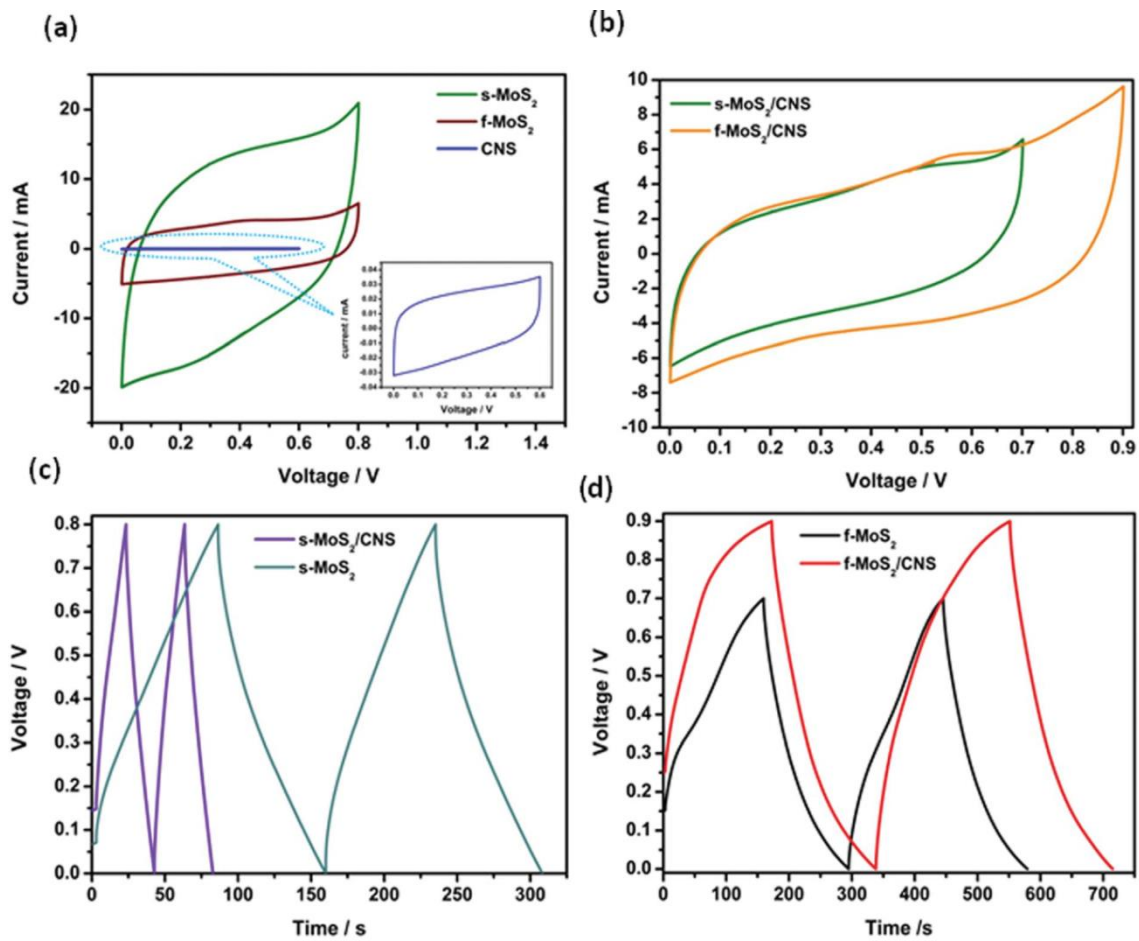 (a)
20
10
0
-10
-20
Current / mA
s-MoS₂
f-MoS₂
CNS
0.04
0.03
0.02
0.01
0.00
-0.01
-0.02
-0.03
-0.04
current / mA
0.0 0.1 0.2 0.3 0.4 0.5 0.6
Voltage / V
0.0 0.2 0.4 0.6 0.8 1.0 1.2 1.4
Voltage / V
(b)
10
8
6
4
2
0
-2
-4
-6
-8
-10
Current / mA
s-MoS₂/CNS
f-MoS₂/CNS
0.0 0.1 0.2 0.3 0.4 0.5 0.6 0.7 0.8 0.9
Voltage / V
(c)
0.8
0.7
0.6
0.5
0.4
0.3
0.2
0.1
0.0
Voltage / V
s-MoS₂/CNS
s-MoS₂
0 50 100 150 200 250 300
Time / s
(d)
0.9
0.8
0.7
0.6
0.5
0.4
0.3
0.2
0.1
0.0
Voltage / V
f-MoS₂
f-MoS₂/CNS
0 100 200 300 400 500 600 700
Time /s